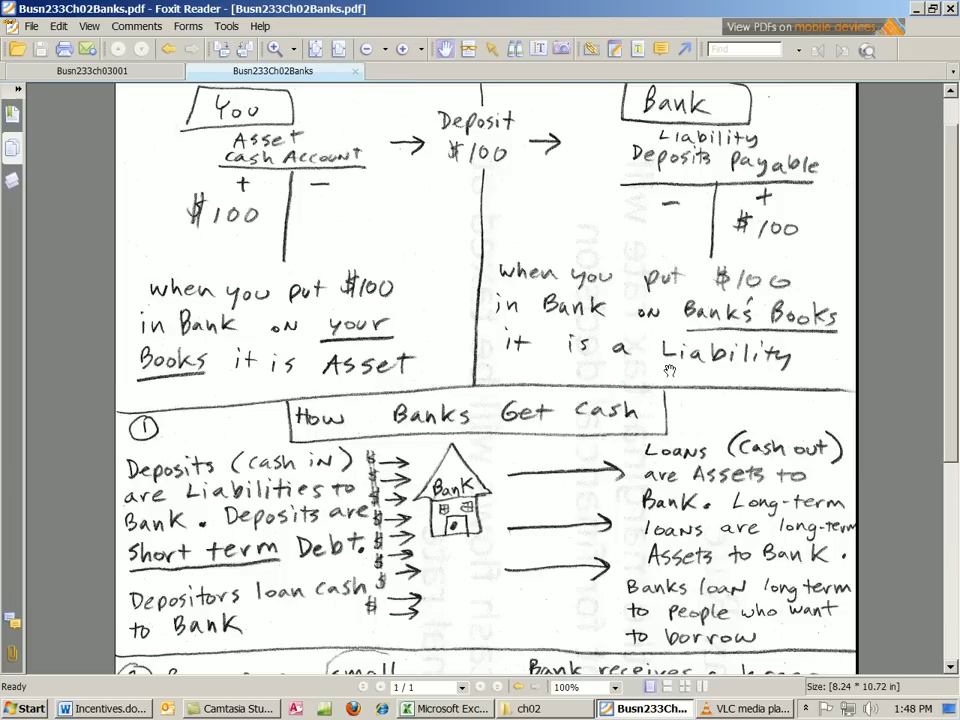 Busn233Ch02Banks.pdf - Foxit Reader - [Busn233Ch02Banks.pdf]
File Edit View Comments Forms Tools Help
View PDFs on mobile devices
Find
Busn233ch03001
Busn233Ch02Banks
You
Asset
Cash Account
+ −
$100
→ Deposit →
$100
Bank
Liability
Deposits Payable
− +
$100
when you put $100
in Bank on your
Books it is Asset
when you put $100
in Bank on Bank's Books
it is a Liability
① How Banks Get Cash
Deposits (cash in)
are Liabilities to
Bank. Deposits are
short term Debt.
Depositors loan cash
to Bank
$
$
$
$
$
$
$
$
Bank
Loans (Cash out)
are Assets to
Bank. Long-term
loans are long-term
Assets to Bank.
Banks loan long term
to people who want
to borrow
small
Bank receives
Ready
1 / 1
100%
Size: [8.24 * 10.72 in]
Start
Incentives.do...
Camtasia Studi...
Microsoft Exc...
ch02
Busn233Ch...
VLC media pla...
1:48 PM